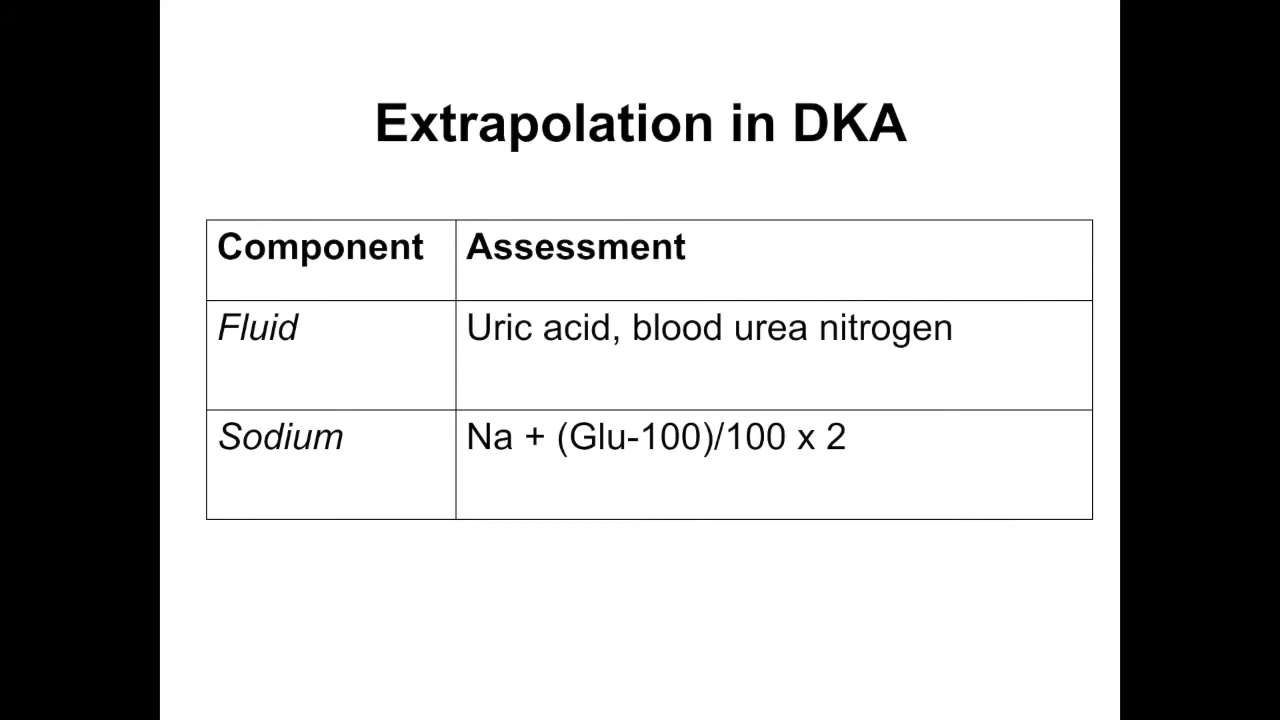 Extrapolation in DKA
Component Assessment
Fluid Uric acid, blood urea nitrogen
Sodium Na + (Glu-100)/100 x 2